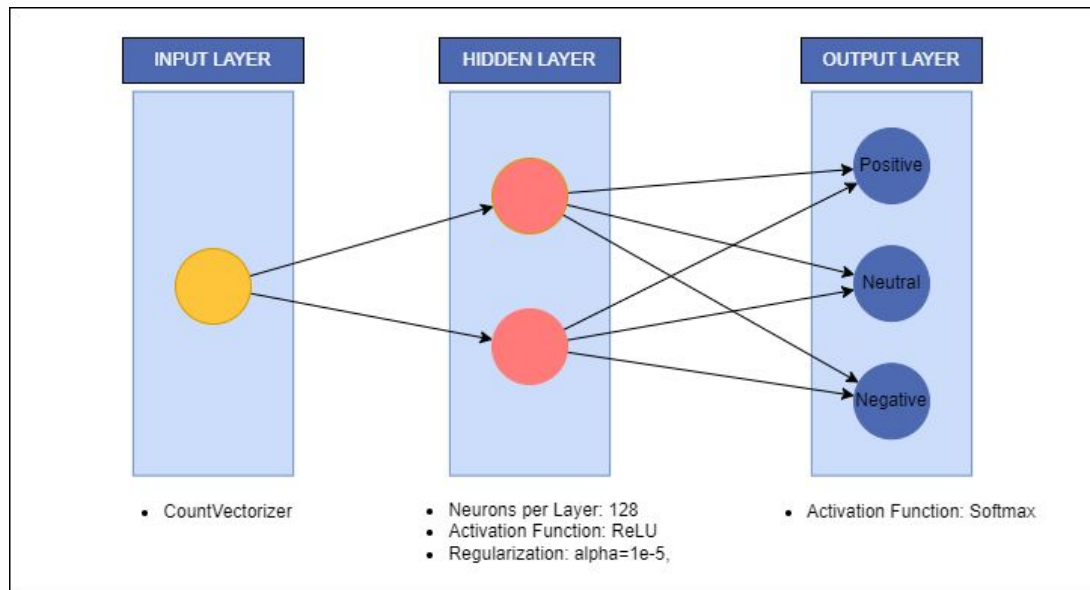 INPUT LAYER
HIDDEN LAYER
OUTPUT LAYER
Positive
Neutral
Negative
• CountVectorizer
• Neurons per Layer: 128
• Activation Function: ReLU
• Regularization: alpha=1e-5,
• Activation Function: Softmax